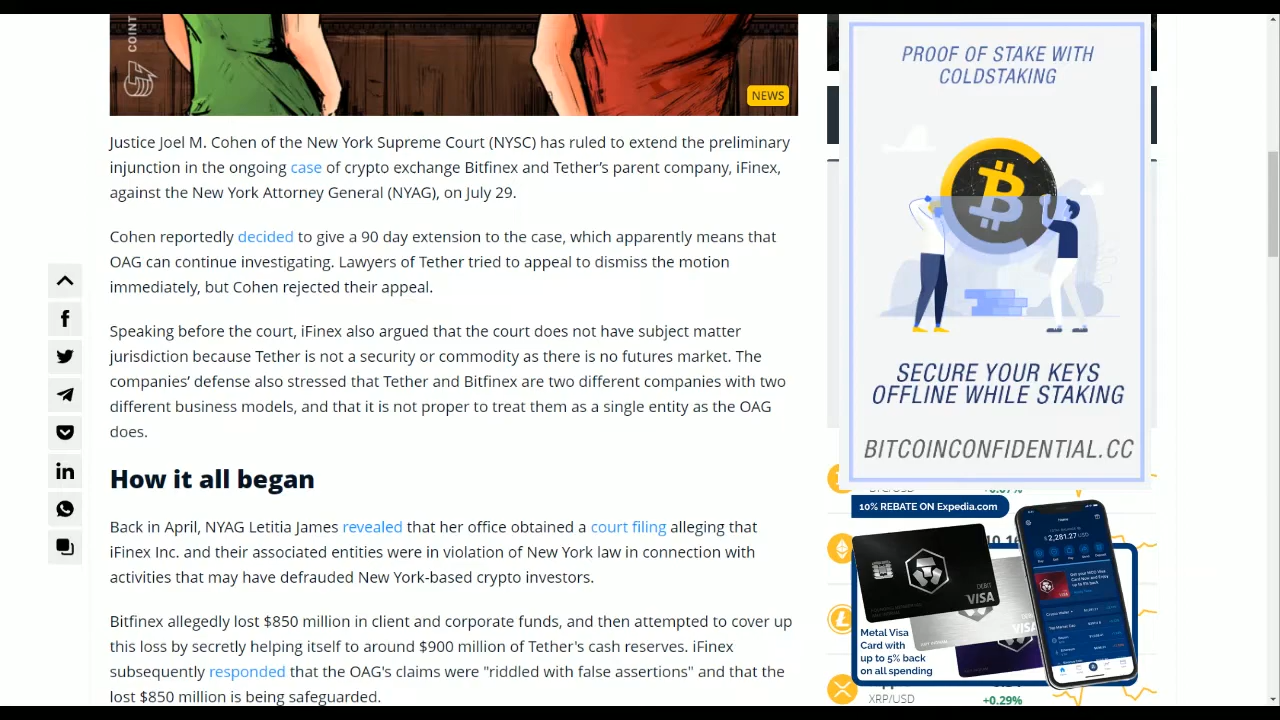 COINT
NEWS
Justice Joel M. Cohen of the New York Supreme Court (NYSC) has ruled to extend the preliminary
injunction in the ongoing case of crypto exchange Bitfinex and Tether’s parent company, iFinex,
against the New York Attorney General (NYAG), on July 29.
Cohen reportedly decided to give a 90 day extension to the case, which apparently means that
OAG can continue investigating. Lawyers of Tether tried to appeal to dismiss the motion
immediately, but Cohen rejected their appeal.
Speaking before the court, iFinex also argued that the court does not have subject matter
jurisdiction because Tether is not a security or commodity as there is no futures market. The
companies’ defense also stressed that Tether and Bitfinex are two different companies with two
different business models, and that it is not proper to treat them as a single entity as the OAG
does.
How it all began
Back in April, NYAG Letitia James revealed that her office obtained a court filing alleging that
iFinex Inc. and their associated entities were in violation of New York law in connection with
activities that may have defrauded New York-based crypto investors.
Bitfinex allegedly lost $850 million in client and corporate funds, and then attempted to cover up
this loss by secretly helping itself to around $900 million of Tether's cash reserves. iFinex
subsequently responded that the OAG's claims were "riddled with false assertions" and that the
lost $850 million is being safeguarded.
PROOF OF STAKE WITH
COLDSTAKING
SECURE YOUR KEYS
OFFLINE WHILE STAKING
BITCOINCONFIDENTIAL.CC
10% REBATE ON Expedia.com
DEBIT
VISA
VISA
2,281.27
Metal Visa
Card with
up to 5% back
on all spending
XRP/USD
+0.29%